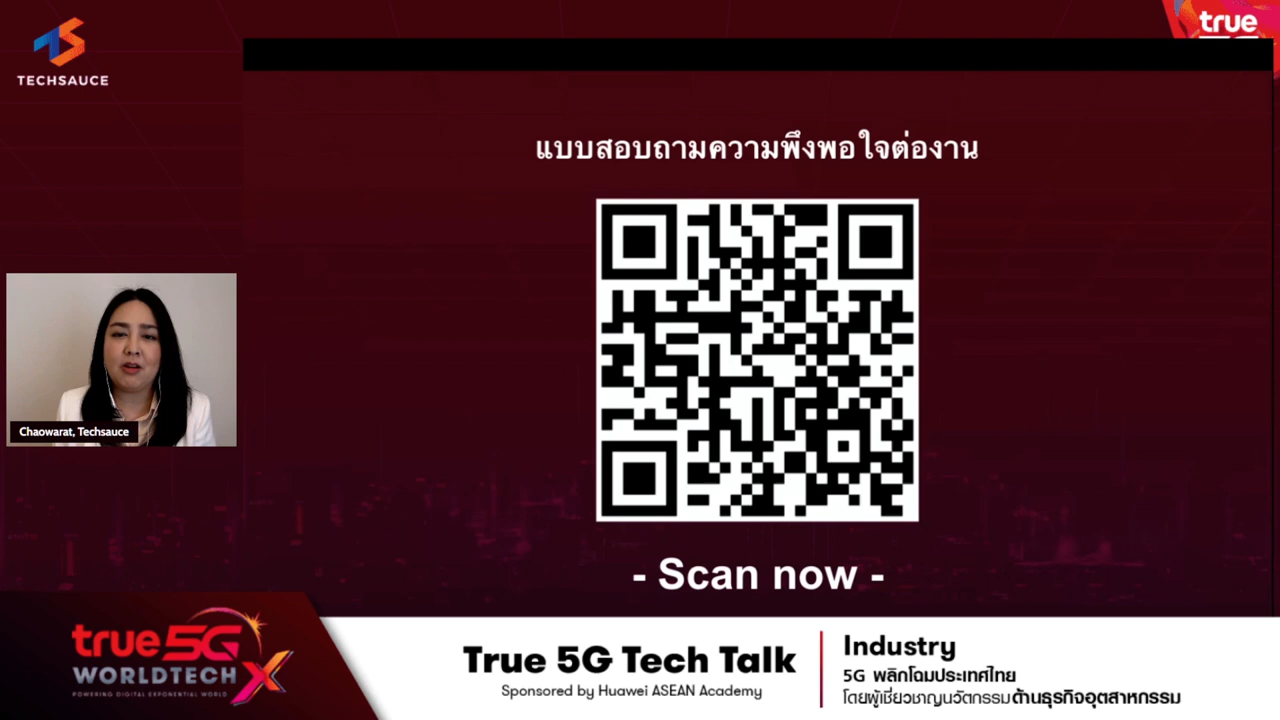 TECHSAUCE
true
แบบสอบถามความพึงพอใจต่องาน
Chaowarat, Techsauce
- Scan now -
true 5G
WORLDTECH X
POWERING DIGITAL EXPONENTIAL WORLD
True 5G Tech Talk
Sponsored by Huawei ASEAN Academy
Industry
5G พลิกโฉมประเทศไทย
โดยผู้เชี่ยวชาญนวัตกรรมด้านธุรกิจอุตสาหกรรม